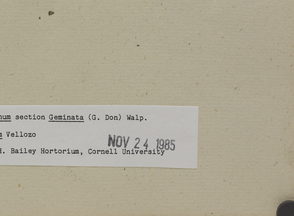 num section Geminata (G. Don) Walp.
Vellozo
NOV 24 1985
H. Bailey Hortorium, Cornell University